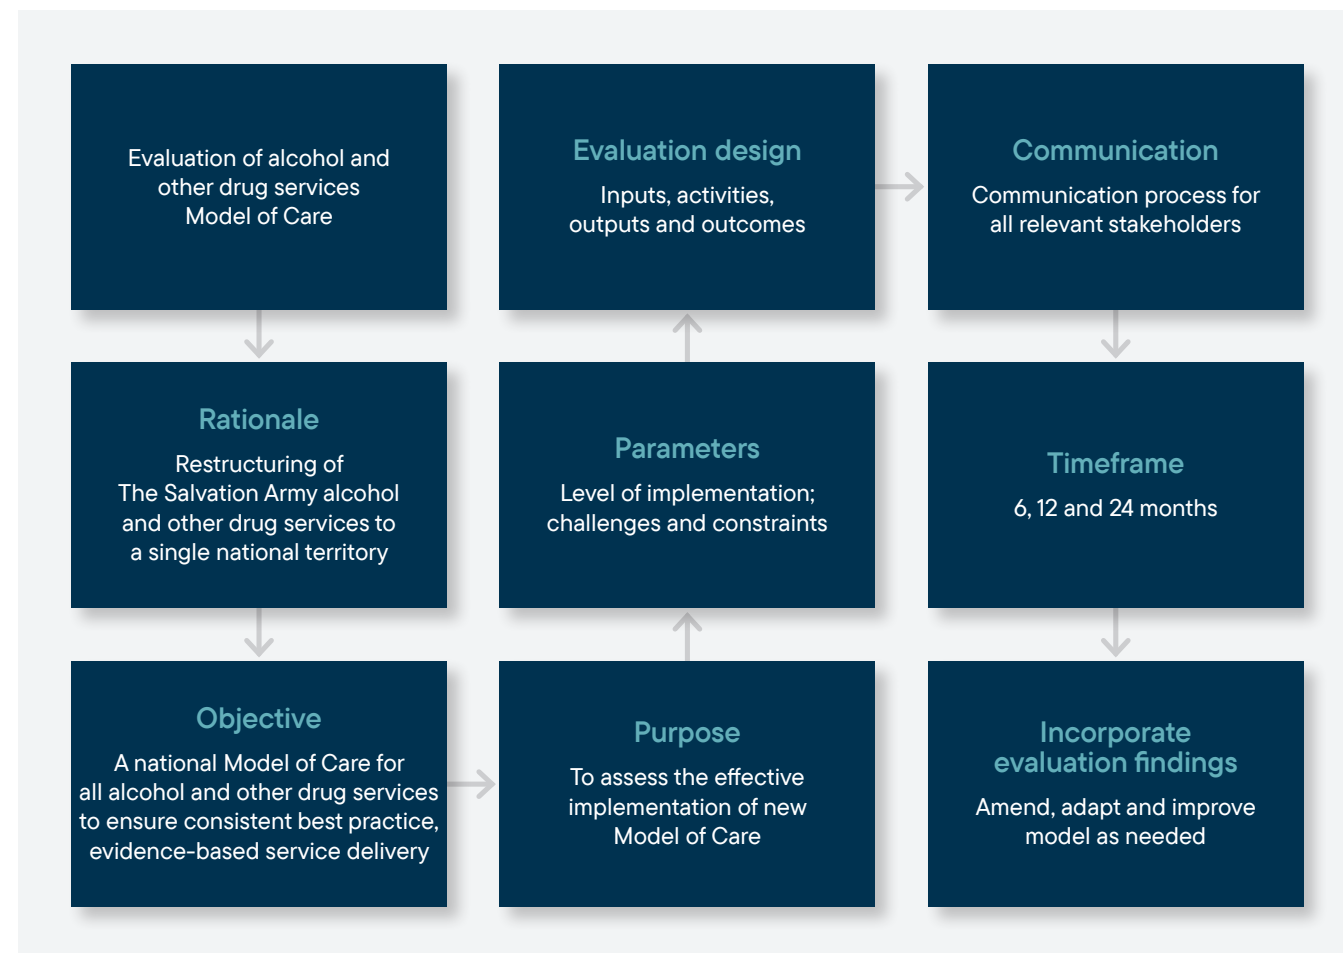 Evaluation of alcohol and
other drug services
Model of Care
Rationale
Restructuring of
The Salvation Army alcohol
and other drug services to
a single national territory
Objective
A national Model of Care for
all alcohol and other drug services
to ensure consistent best practice,
evidence-based service delivery
Purpose
To assess the effective
implementation of new
Model of Care
Parameters
Level of implementation;
challenges and constraints
Evaluation design
Inputs, activities,
outputs and outcomes
Communication
Communication process for
all relevant stakeholders
Timeframe
6, 12 and 24 months
Incorporate
evaluation findings
Amend, adapt and improve
model as needed